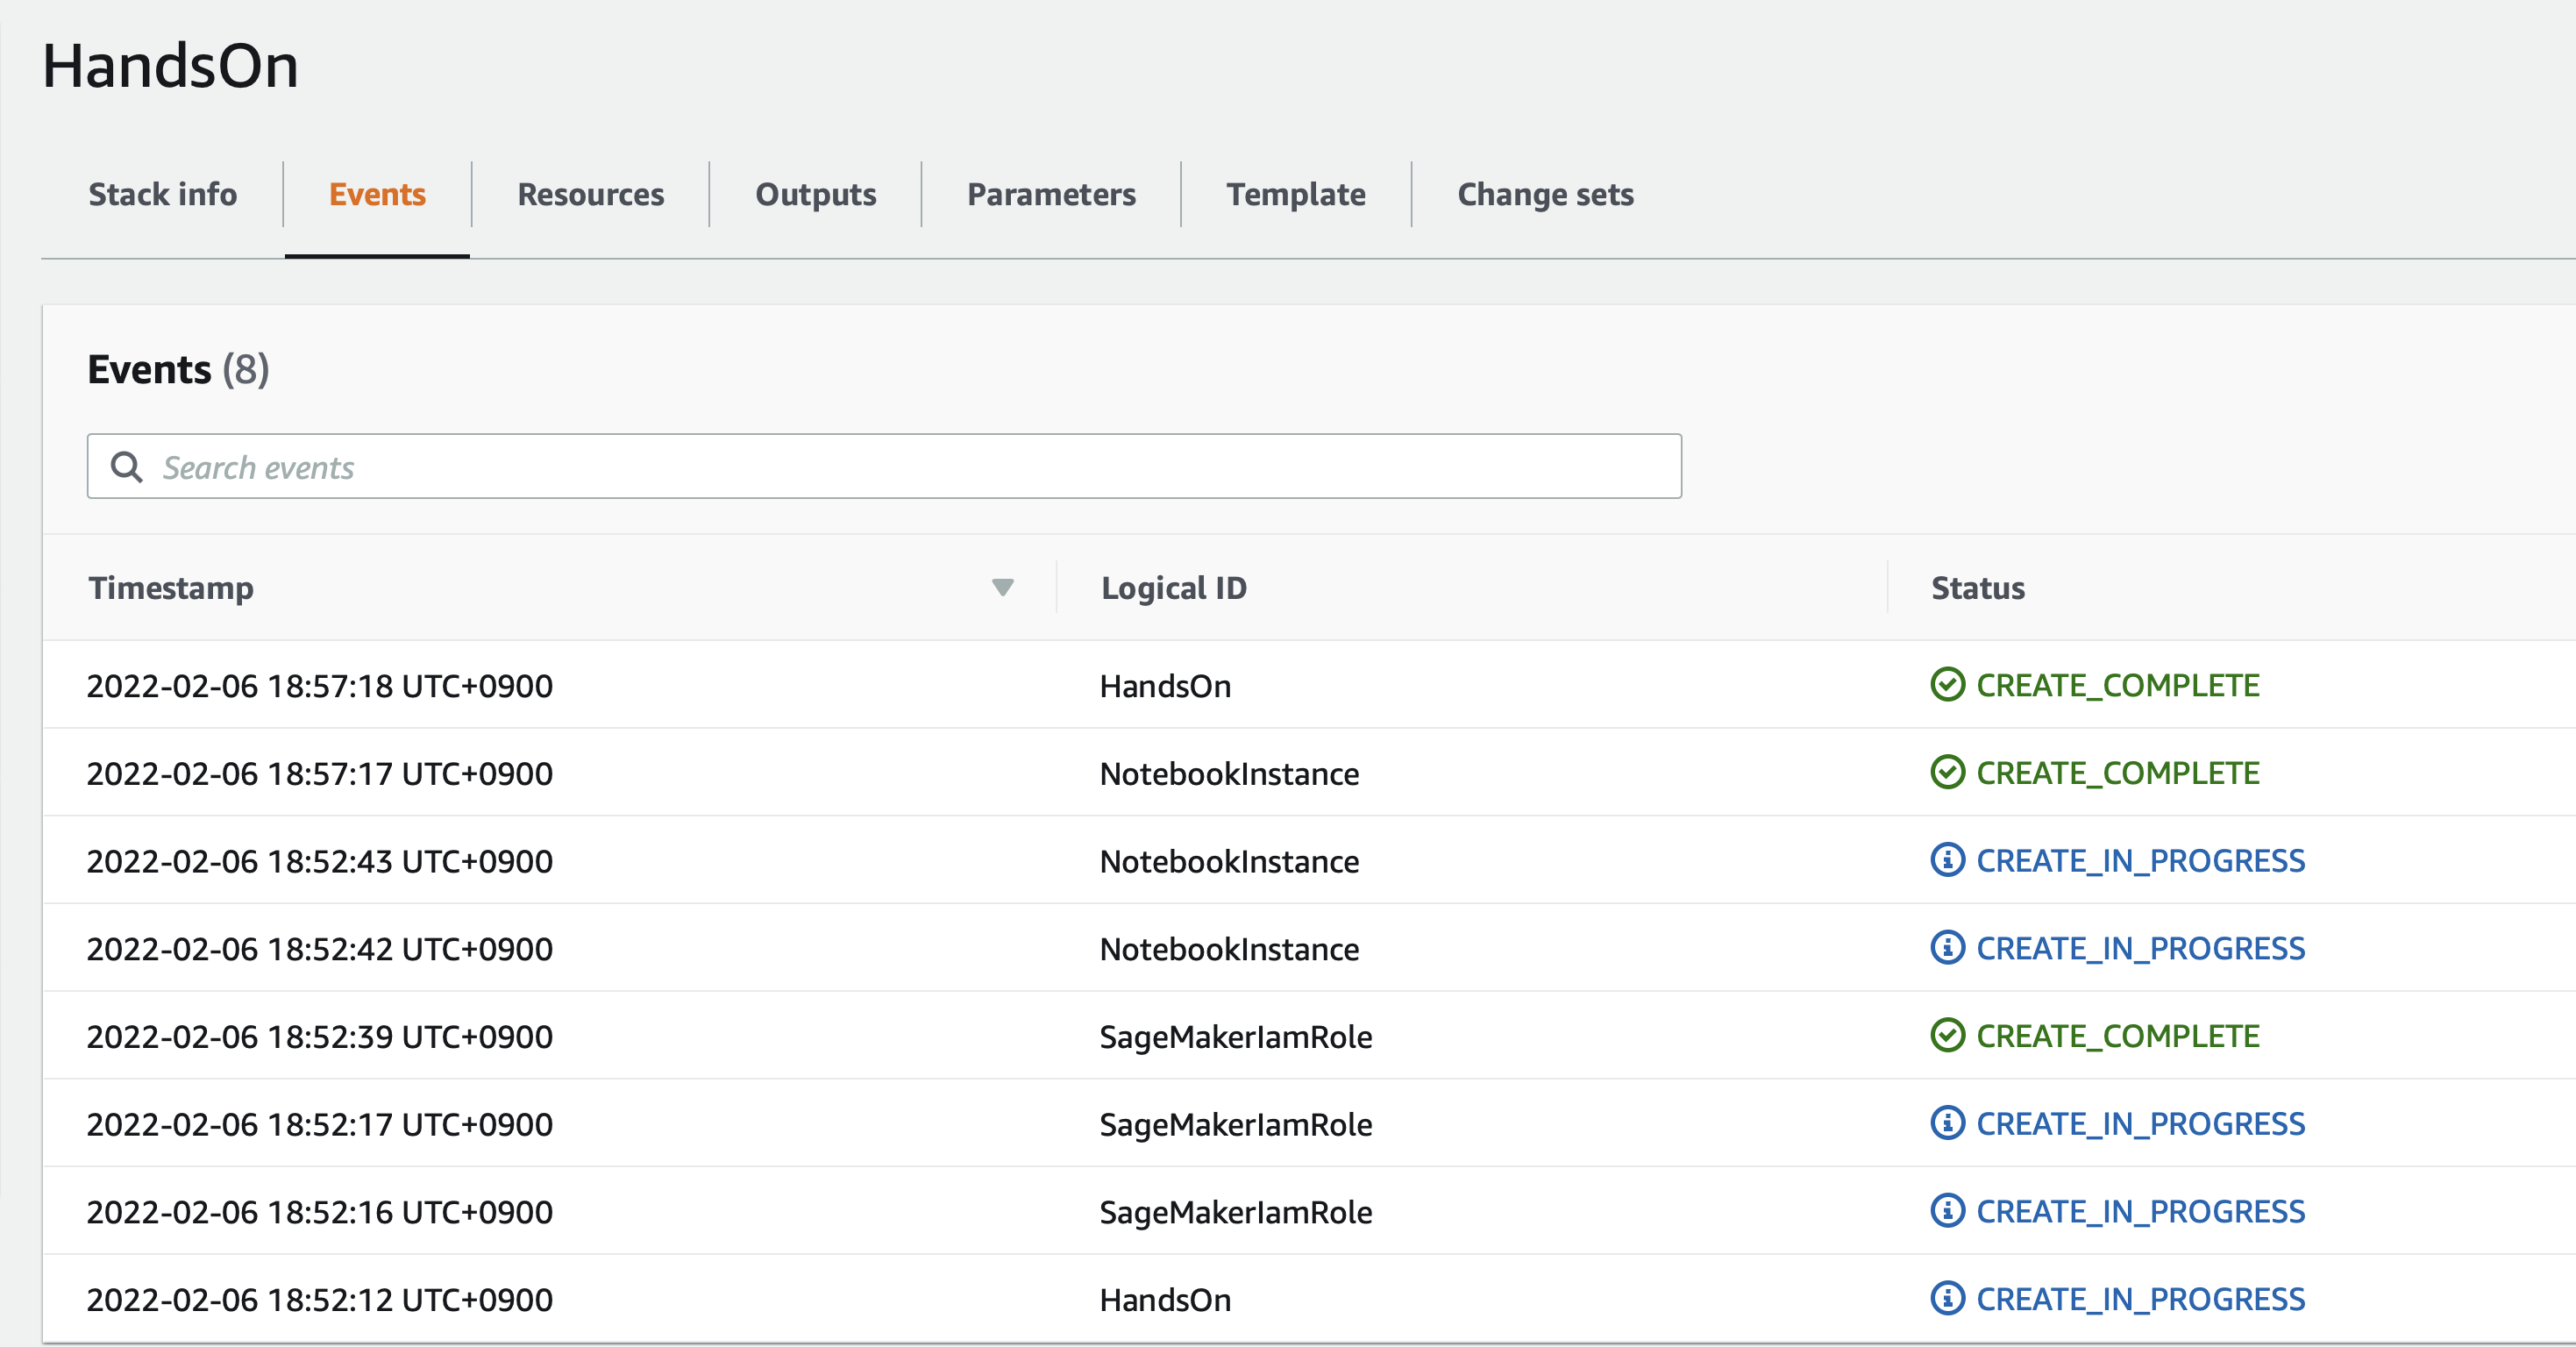 HandsOn
Stack info Events Resources Outputs Parameters Template Change sets
Events (8)
Search events
Timestamp Logical ID Status
2022-02-06 18:57:18 UTC+0900 HandsOn CREATE_COMPLETE
2022-02-06 18:57:17 UTC+0900 NotebookInstance CREATE_COMPLETE
2022-02-06 18:52:43 UTC+0900 NotebookInstance CREATE_IN_PROGRESS
2022-02-06 18:52:42 UTC+0900 NotebookInstance CREATE_IN_PROGRESS
2022-02-06 18:52:39 UTC+0900 SageMakerIamRole CREATE_COMPLETE
2022-02-06 18:52:17 UTC+0900 SageMakerIamRole CREATE_IN_PROGRESS
2022-02-06 18:52:16 UTC+0900 SageMakerIamRole CREATE_IN_PROGRESS
2022-02-06 18:52:12 UTC+0900 HandsOn CREATE_IN_PROGRESS